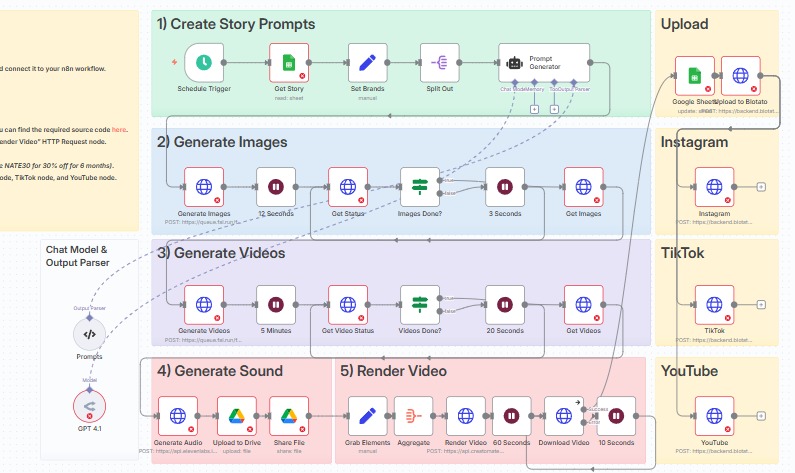 d connect it to your n8n workflow.
u can find the required source code here.
ender Video" HTTP Request node.
e NATE30 for 30% off for 6 months).
ode, TikTok node, and YouTube node.
Chat Model &
Output Parser
Output Parser
Prompts
Model
GPT 4.1
1) Create Story Prompts
Schedule Trigger
Get Story
read: sheet
Set Brands
manual
Split Out
Prompt
Generator
Chat Model
Memory
Tool
Output Parser
2) Generate Images
Generate Images
POST: https://queue.fal.run/f...
12 Seconds
Get Status
Images Done?
true
false
3 Seconds
Get Images
3) Generate Videos
Generate Videos
POST: https://queue.fal.run/f...
5 Minutes
Get Video Status
Videos Done?
true
false
20 Seconds
Get Videos
4) Generate Sound
Generate Audio
POST: https://api.elevenlabs.i...
Upload to Drive
upload: file
Share File
share: file
5) Render Video
Grab Elements
manual
Aggregate
Render Video
POST: https://api.creatomate...
60 Seconds
Download Video
Success
Error
10 Seconds
Upload
Google Sheets
Upload to Blotato
POST: https://backend.blotat...
Instagram
Instagram
POST: https://backend.blotat...
TikTok
TikTok
POST: https://backend.blotat...
YouTube
YouTube
POST: https://backend.blotat...